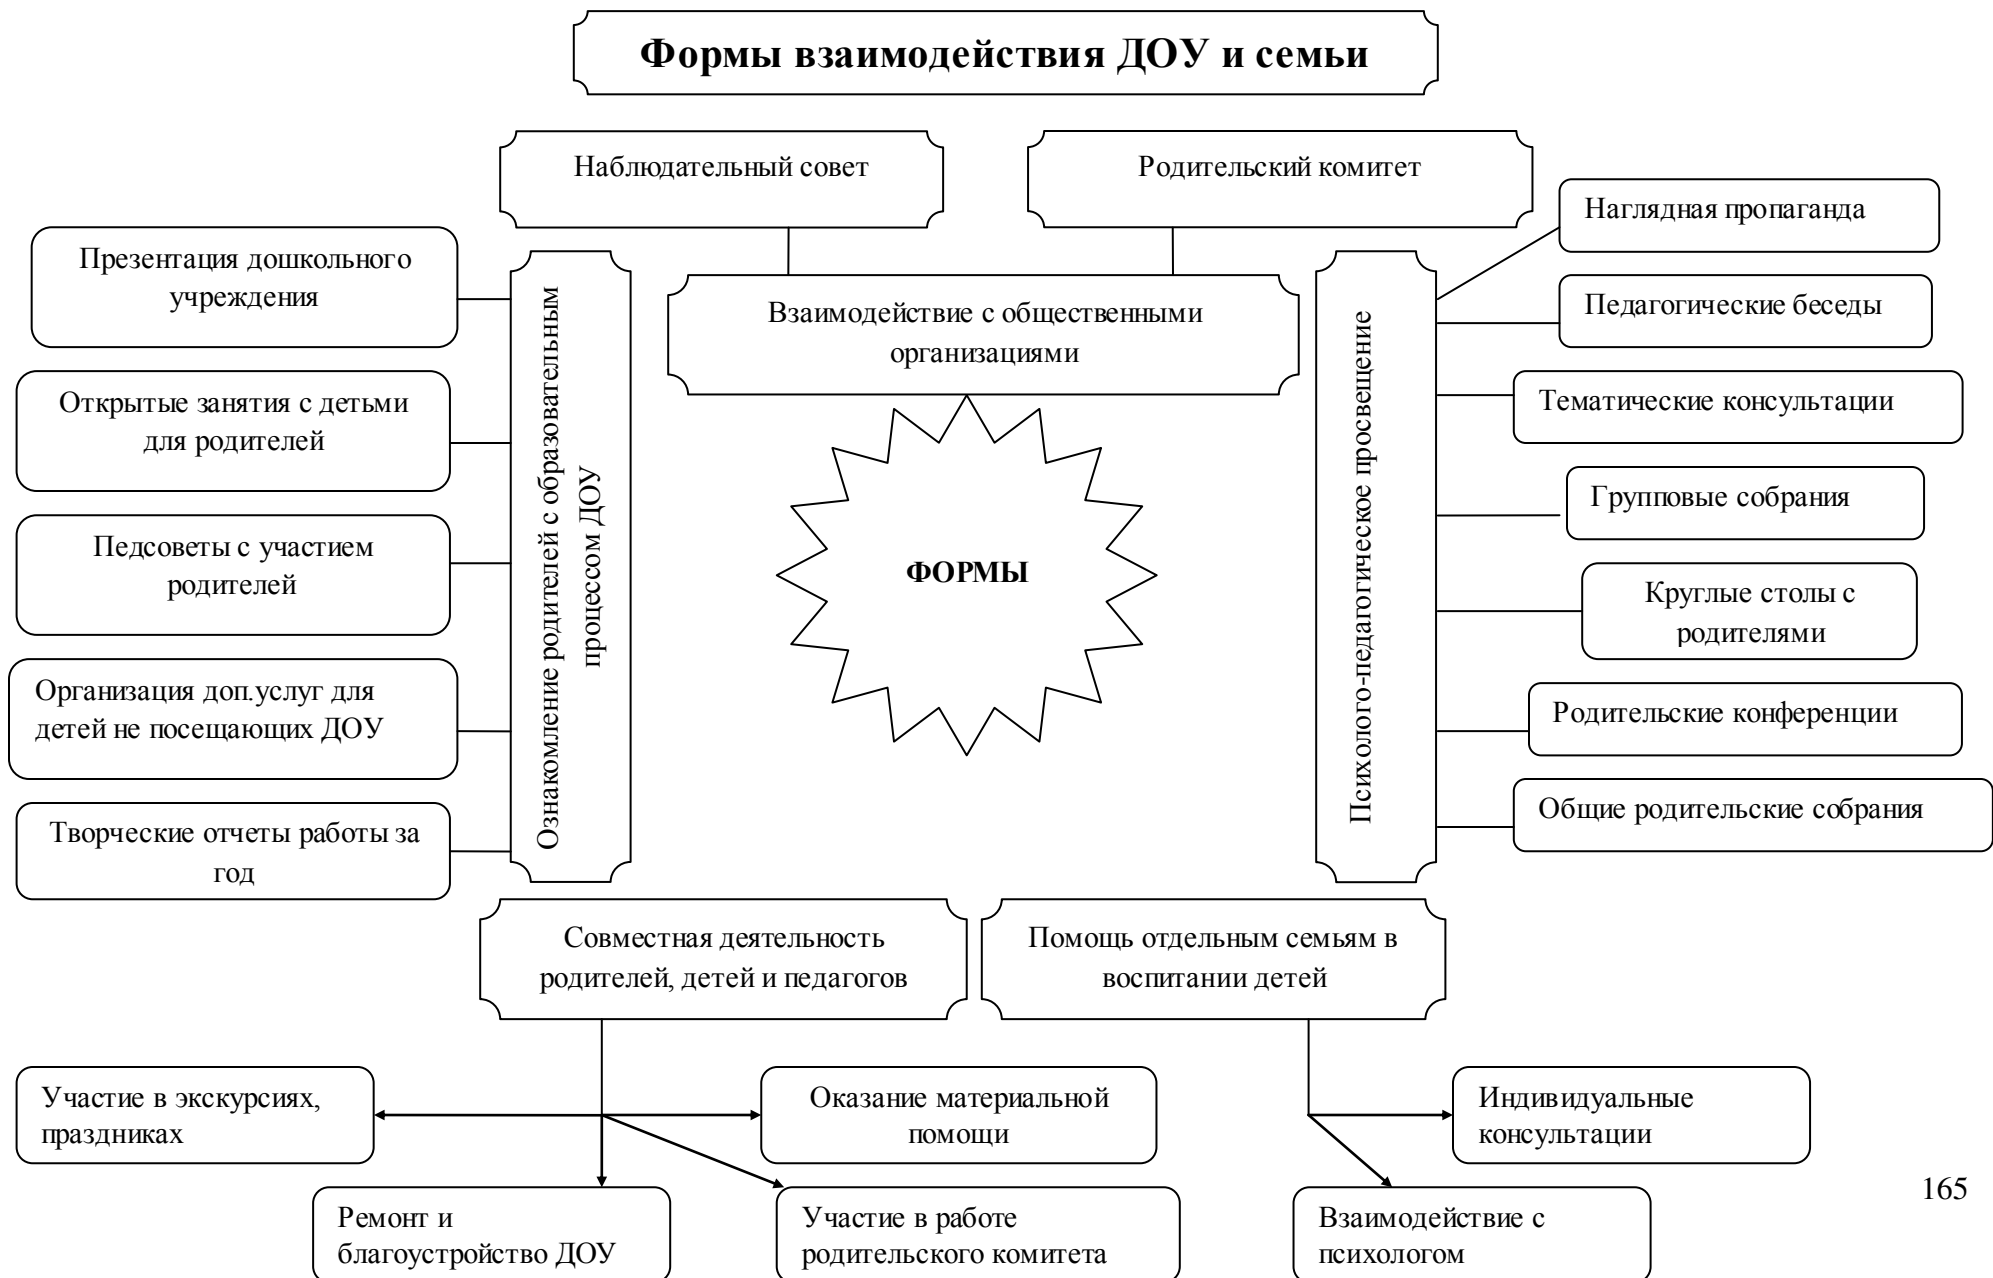 Формы взаимодействия ДОУ и семьи
Наблюдательный совет
Родительский комитет
Взаимодействие с общественными
организациями
Презентация дошкольного
учреждения
Открытые занятия с детьми
для родителей
Педсоветы с участием
родителей
Организация доп.услуг для
детей не посещающих ДОУ
Творческие отчеты работы за
год
Ознакомление родителей с образовательным
процессом ДОУ
ФОРМЫ
Психолого-педагогическое просвещение
Наглядная пропаганда
Педагогические беседы
Тематические консультации
Групповые собрания
Круглые столы с
родителями
Родительские конференции
Общие родительские собрания
Совместная деятельность
родителей, детей и педагогов
Помощь отдельным семьям в
воспитании детей
Участие в экскурсиях,
праздниках
Оказание материальной
помощи
Ремонт и
благоустройство ДОУ
Участие в работе
родительского комитета
Индивидуальные
консультации
Взаимодействие с
психологом
165